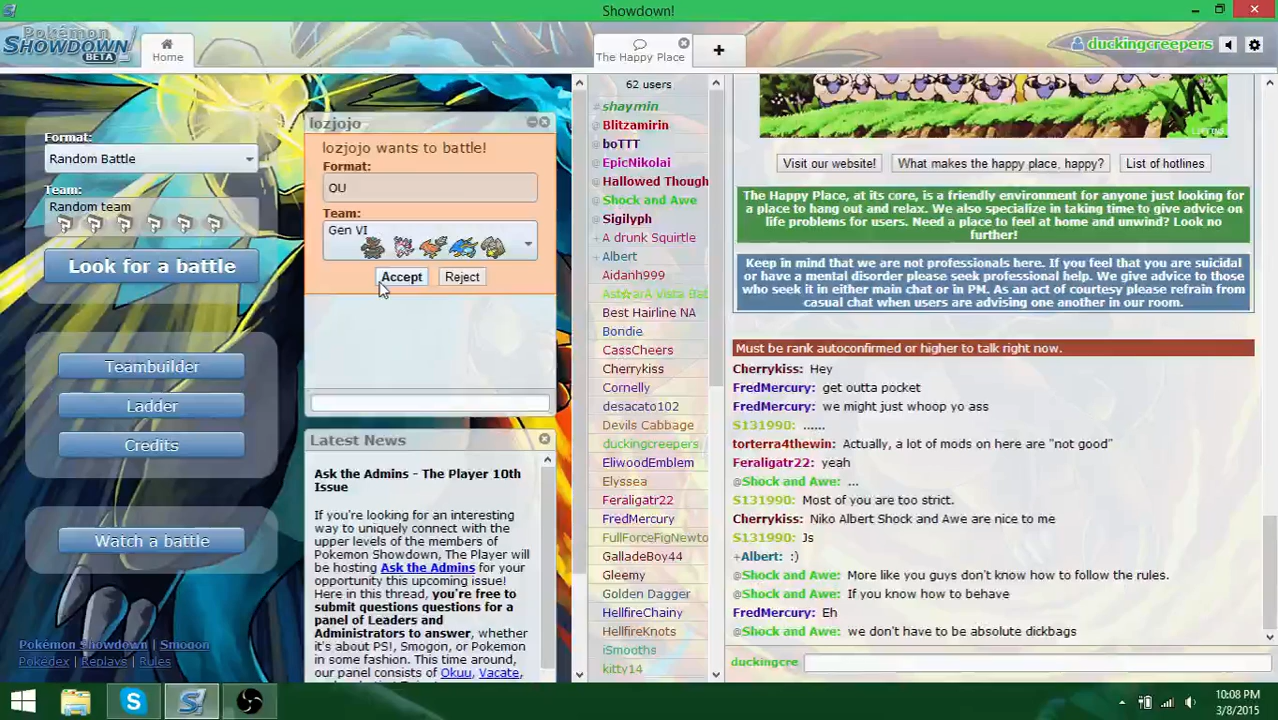 Showdown!
Pokémon
Showdown!
BETA
Home
The Happy Place
duckingcreepers
Format:
Random Battle
Team:
Random team
Look for a battle
Teambuilder
Ladder
Credits
Watch a battle
Pokémon Showdown | Smogon
Pokédex | Replays | Rules
lozjojo
lozjojo wants to battle!
Format:
OU
Team:
Gen VI
Accept Reject
Latest News
Ask the Admins - The Player 10th
Issue
If you're looking for an interesting
way to uniquely connect with the
upper levels of the members of
Pokemon Showdown, The Player will
be hosting Ask the Admins for your
opportunity this upcoming issue!
Here in this thread, you're free to
submit questions questions for a
panel of Leaders and
Administrators to answer, whether
it's about PS!, Smogon, or Pokemon
in some fashion. This time around,
our panel consists of Okuu, Vacate,
62 users
#shaymin
@Blitzamirin
@boTTT
@EpicNikolai
@Hallowed Though
@Shock and Awe
@Sigilyph
+A drunk Squirtle
+Albert
Aidanh999
Best Hairline NA
Bondie
CassCheers
Cherrykiss
Cornelly
desacato102
Devils Cabbage
duckingcreepers
EliwoodEmblem
Elyssea
Feraligatr22
FredMercury
FullForceFigNewto
GalladeBoy44
Gleemy
Golden Dagger
HellfireChainy
HellfireKnots
iSmooths
kitty14
Visit our website! What makes the happy place, happy? List of hotlines
The Happy Place, at its core, is a friendly environment for anyone just looking for
a place to hang out and relax. We also specialize in taking time to give advice on
life problems for users. Need a place to feel at home and unwind? Look no
further!
Keep in mind that we are not professionals here. If you feel that you are suicidal
or have a mental disorder please seek professional help. We give advice to those
who seek it in either main chat or in PM. As an act of courtesy please refrain from
casual chat when users are advising one another in our room.
Must be rank autoconfirmed or higher to talk right now.
Cherrykiss: Hey
FredMercury: get outta pocket
FredMercury: we might just whoop yo ass
S131990: ......
torterra4thewin: Actually, a lot of mods on here are "not good"
Feraligatr22: yeah
@Shock and Awe: ...
S131990: Most of you are too strict.
Cherrykiss: Niko Albert Shock and Awe are nice to me
S131990: Js
+Albert: :)
@Shock and Awe: More like you guys don't know how to follow the rules.
@Shock and Awe: If you know how to behave
FredMercury: Eh
@Shock and Awe: we don't have to be absolute dickbags
duckingcre
10:08 PM
3/8/2015